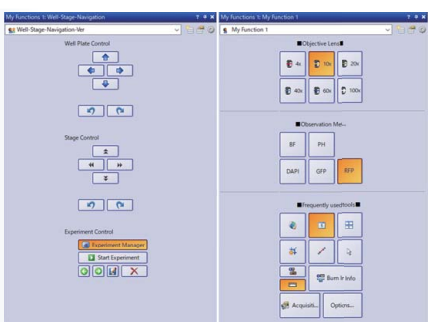 My Functions 1: Well-Stage-Navigation
Well-Stage-Navigation-Ver
Well Plate Control
Stage Control
Experiment Control
Experiment Manager
Start Experiment
My Functions 1: My Function 1
My Function 1
■Objective Lens■
4x
10x
20x
40x
60x
100x
■Observation Me...
BF
PH
DAPI
GFP
RFP
■Frequently usedtools■
Burn Ir Info
Acquisiti...
Options...